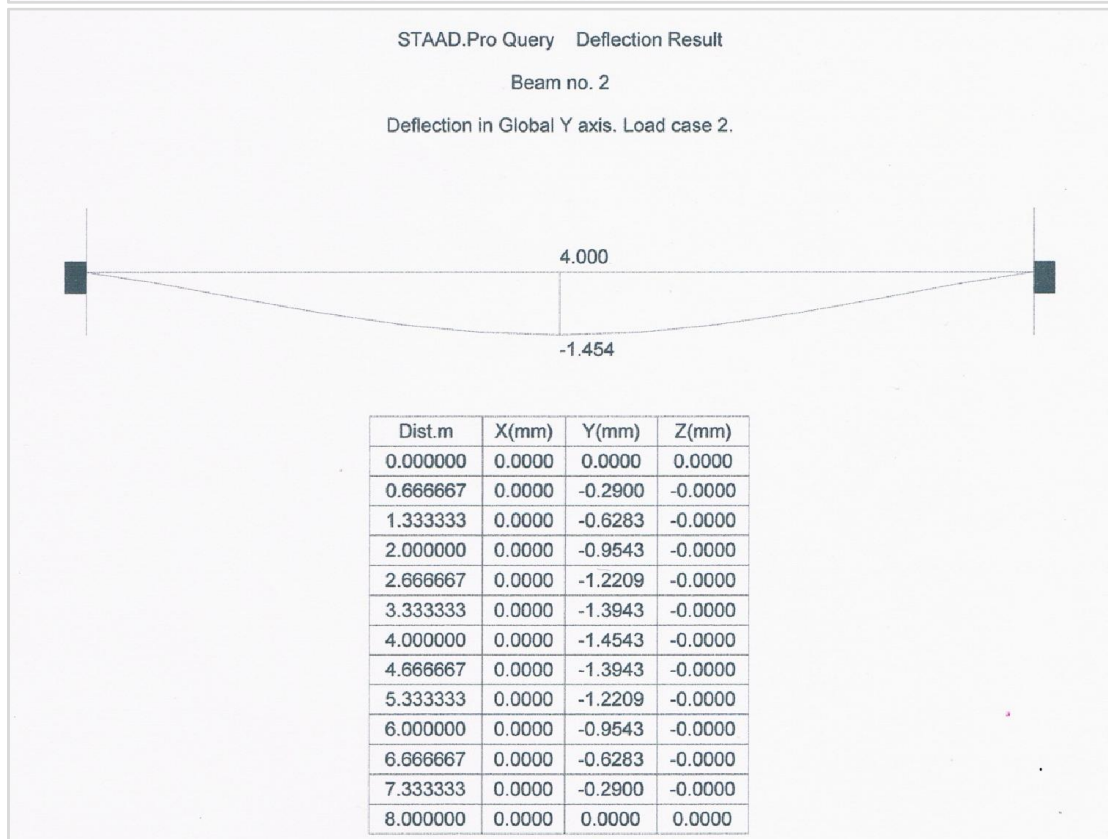 STAAD.Pro Query Deflection Result
Beam no. 2
Deflection in Global Y axis. Load case 2.
4.000
-1.454
Dist.m X(mm) Y(mm) Z(mm)
0.000000 0.0000 0.0000 0.0000
0.666667 0.0000 -0.2900 -0.0000
1.333333 0.0000 -0.6283 -0.0000
2.000000 0.0000 -0.9543 -0.0000
2.666667 0.0000 -1.2209 -0.0000
3.333333 0.0000 -1.3943 -0.0000
4.000000 0.0000 -1.4543 -0.0000
4.666667 0.0000 -1.3943 -0.0000
5.333333 0.0000 -1.2209 -0.0000
6.000000 0.0000 -0.9543 -0.0000
6.666667 0.0000 -0.6283 -0.0000
7.333333 0.0000 -0.2900 -0.0000
8.000000 0.0000 0.0000 0.0000